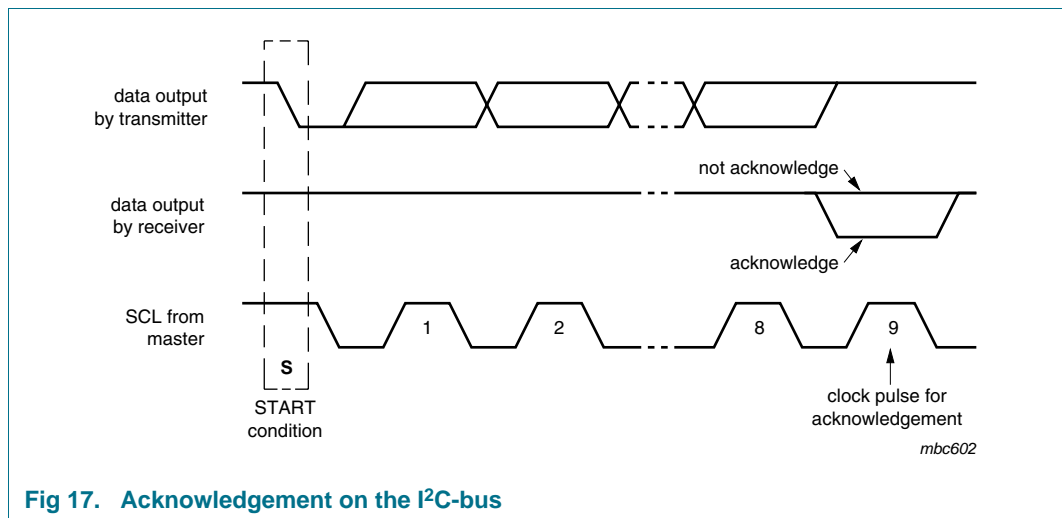 data output
by transmitter
not acknowledge
data output
by receiver
acknowledge
SCL from
master
1
2
8
9
S
START
condition
clock pulse for
acknowledgement
mbc602
Fig 17. Acknowledgement on the I²C-bus